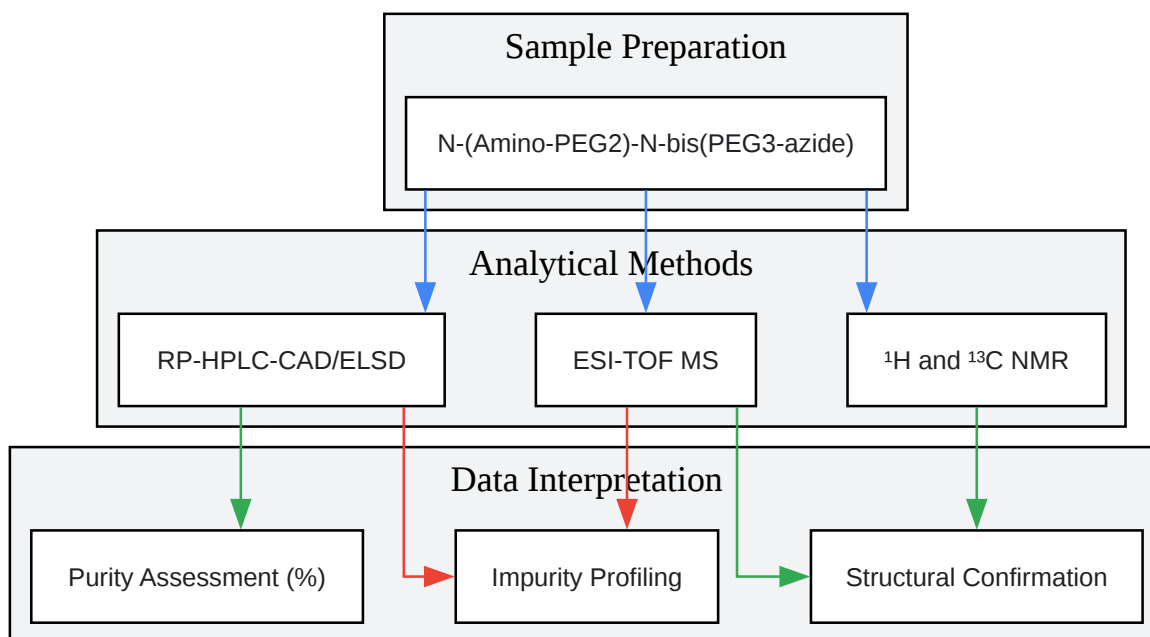 Sample Preparation
N-(Amino-PEG2)-N-bis(PEG3-azide)
Analytical Methods
RP-HPLC-CAD/ELSD
ESI-TOF MS
¹H and ¹³C NMR
Data Interpretation
Purity Assessment (%)
Impurity Profiling
Structural Confirmation